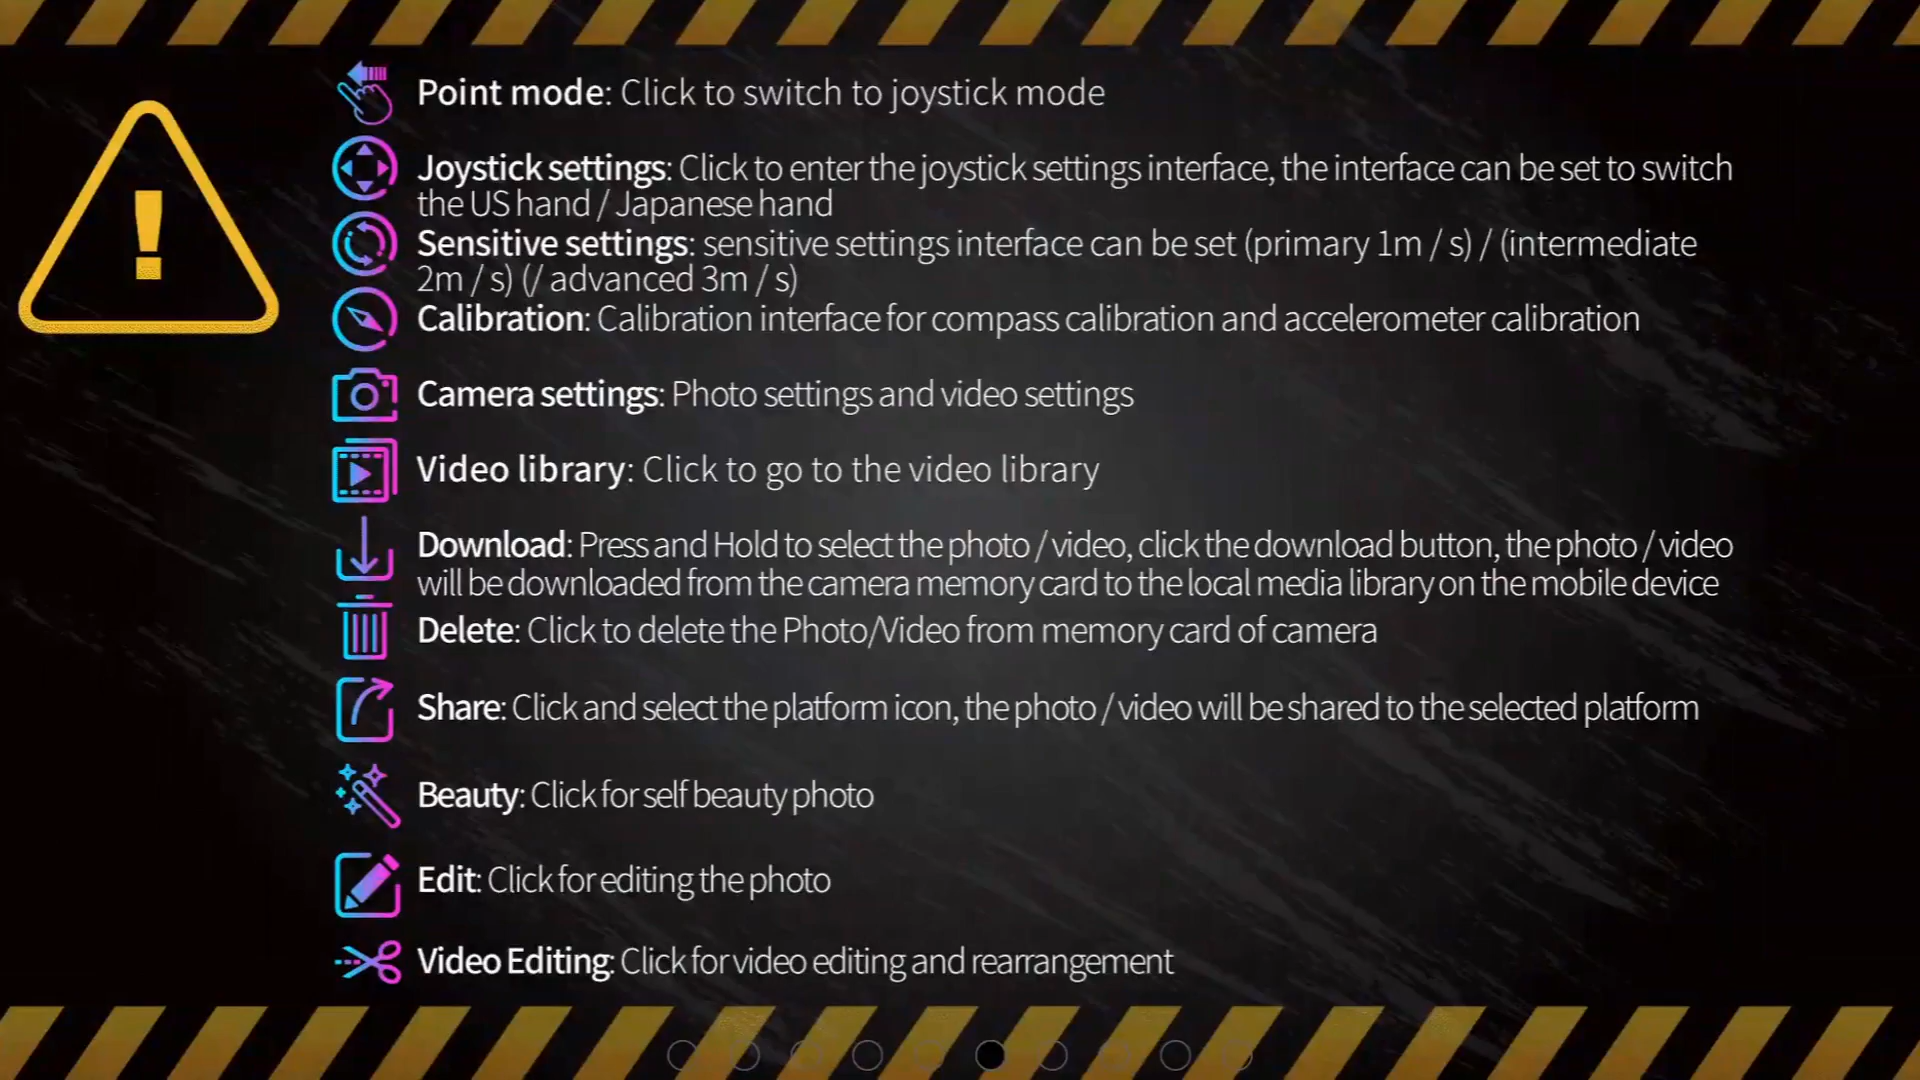 Point mode: Click to switch to joystick mode
Joystick settings: Click to enter the joystick settings interface, the interface can be set to switch
the US hand / Japanese hand
Sensitive settings: sensitive settings interface can be set (primary 1m / s) / (intermediate
2m / s) (/ advanced 3m / s)
Calibration: Calibration interface for compass calibration and accelerometer calibration
Camera settings: Photo settings and video settings
Video library: Click to go to the video library
Download: Press and Hold to select the photo / video, click the download button, the photo / video
will be downloaded from the camera memory card to the local media library on the mobile device
Delete: Click to delete the Photo/Video from memory card of camera
Share: Click and select the platform icon, the photo / video will be shared to the selected platform
Beauty: Click for self beauty photo
Edit: Click for editing the photo
Video Editing: Click for video editing and rearrangement